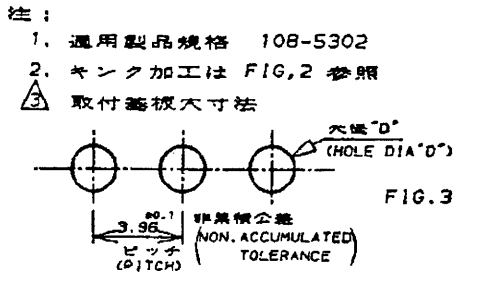 注；
1. 適用製品規格 108-5302
2. キンク加工は FIG,2 参照
3 取付基板穴寸法
穴径"D"
(HOLE DIA"D")
FIG.3
±0.1
3.96
ピッチ
(PITCH)
非累積公差
(NON.ACCUMULATED
TOLERANCE)